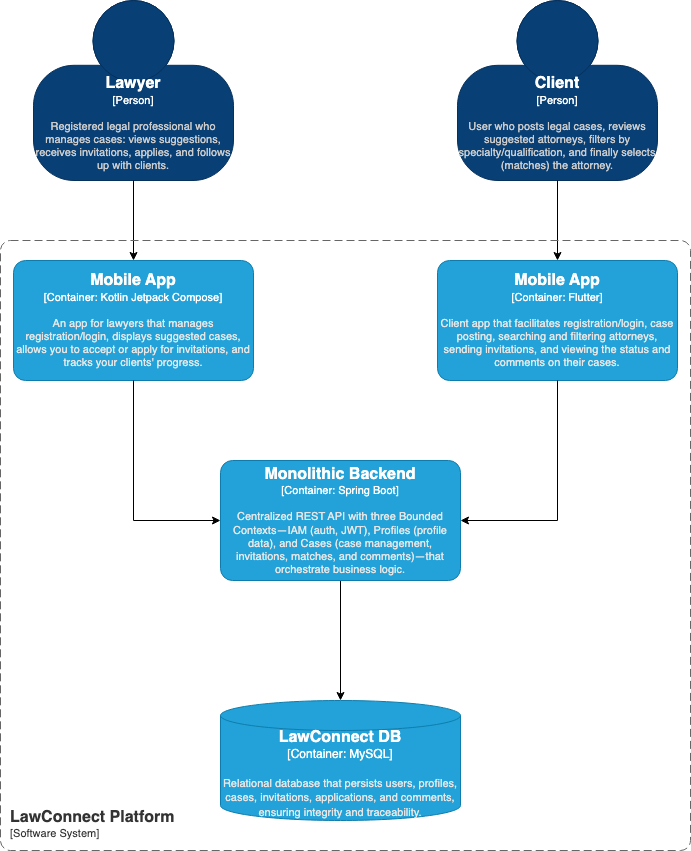 Lawyer
[Person]
Registered legal professional who
manages cases: views suggestions,
receives invitations, applies, and follows
up with clients.
Client
[Person]
User who posts legal cases, reviews
suggested attorneys, filters by
specialty/qualification, and finally selects
(matches) the attorney.
Mobile App
[Container: Kotlin Jetpack Compose]
An app for lawyers that manages
registration/login, displays suggested cases,
allows you to accept or apply for invitations, and
tracks your clients' progress.
Mobile App
[Container: Flutter]
Client app that facilitates registration/login, case
posting, searching and filtering attorneys,
sending invitations, and viewing the status and
comments on their cases.
Monolithic Backend
[Container: Spring Boot]
Centralized REST API with three Bounded
Contexts—IAM (auth, JWT), Profiles (profile
data), and Cases (case management,
invitations, matches, and comments)—that
orchestrate business logic.
LawConnect DB
[Container: MySQL]
Relational database that persists users, profiles,
cases, invitations, applications, and comments,
ensuring integrity and traceability.
LawConnect Platform
[Software System]